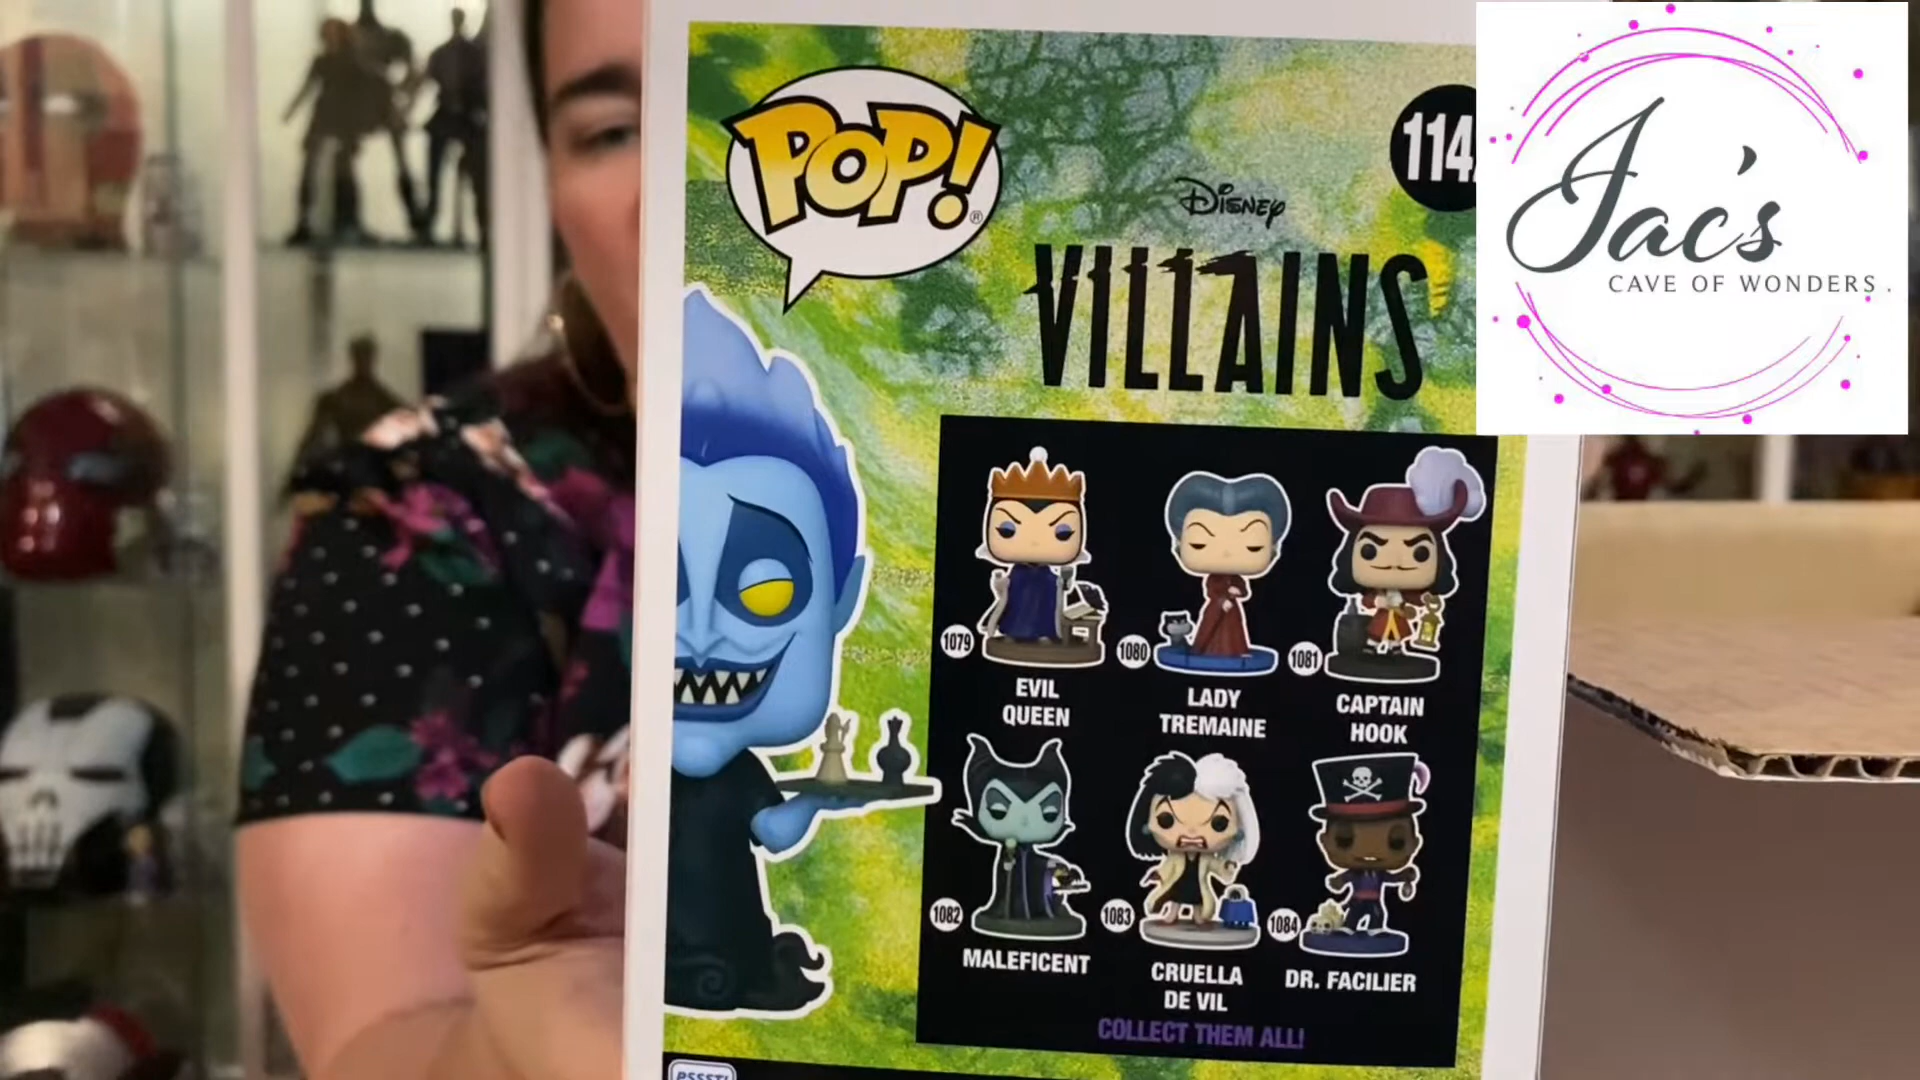 POP!
®
114
Disney
VILLAINS
Jac's
CAVE OF WONDERS.
1079
EVIL
QUEEN
1080
LADY
TREMAINE
1081
CAPTAIN
HOOK
1082
MALEFICENT
1083
CRUELLA
DE VIL
1084
DR. FACILIER
COLLECT THEM ALL!
PSSST!